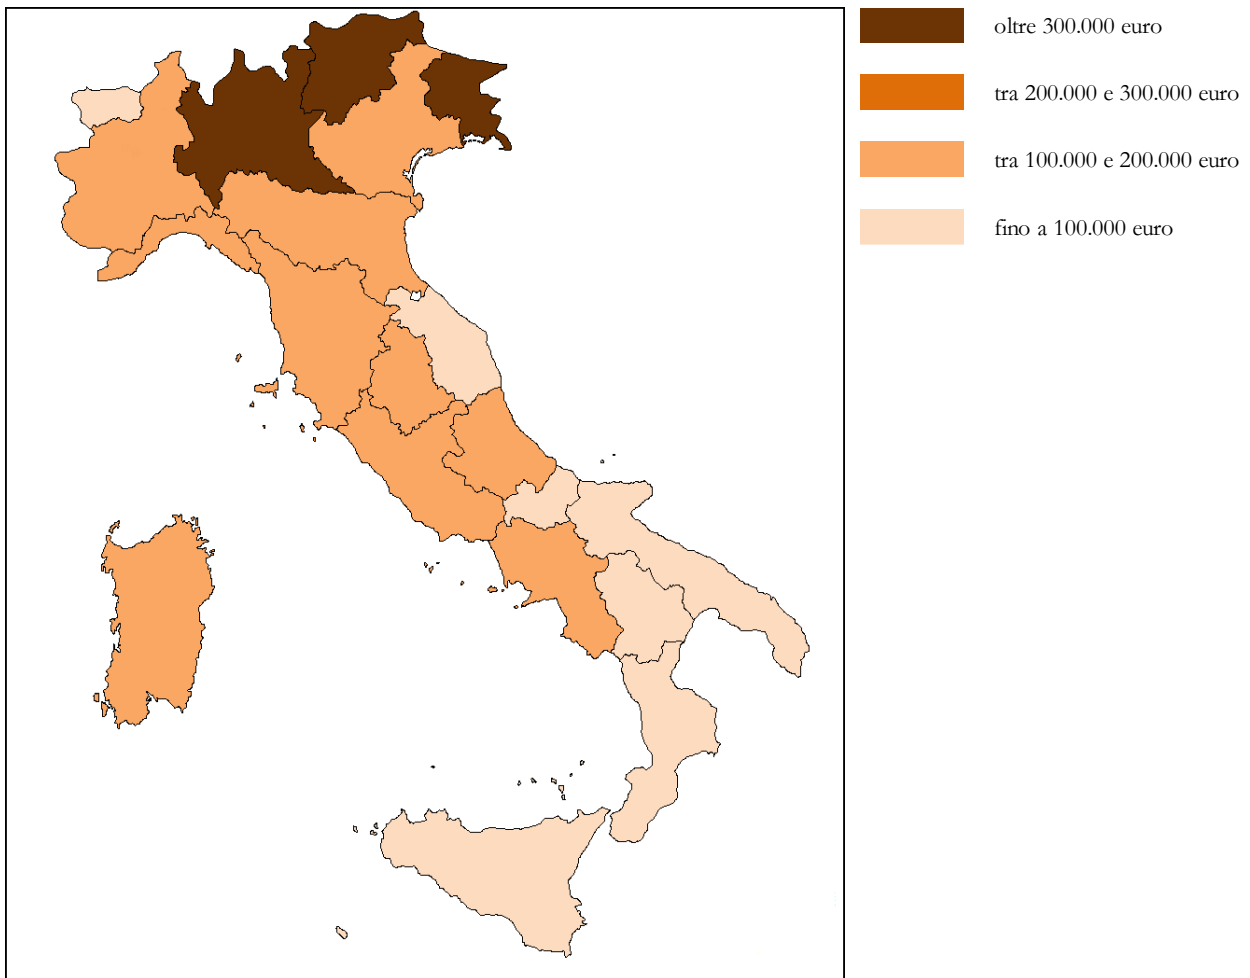 oltre 300.000 euro
tra 200.000 e 300.000 euro
tra 100.000 e 200.000 euro
fino a 100.000 euro